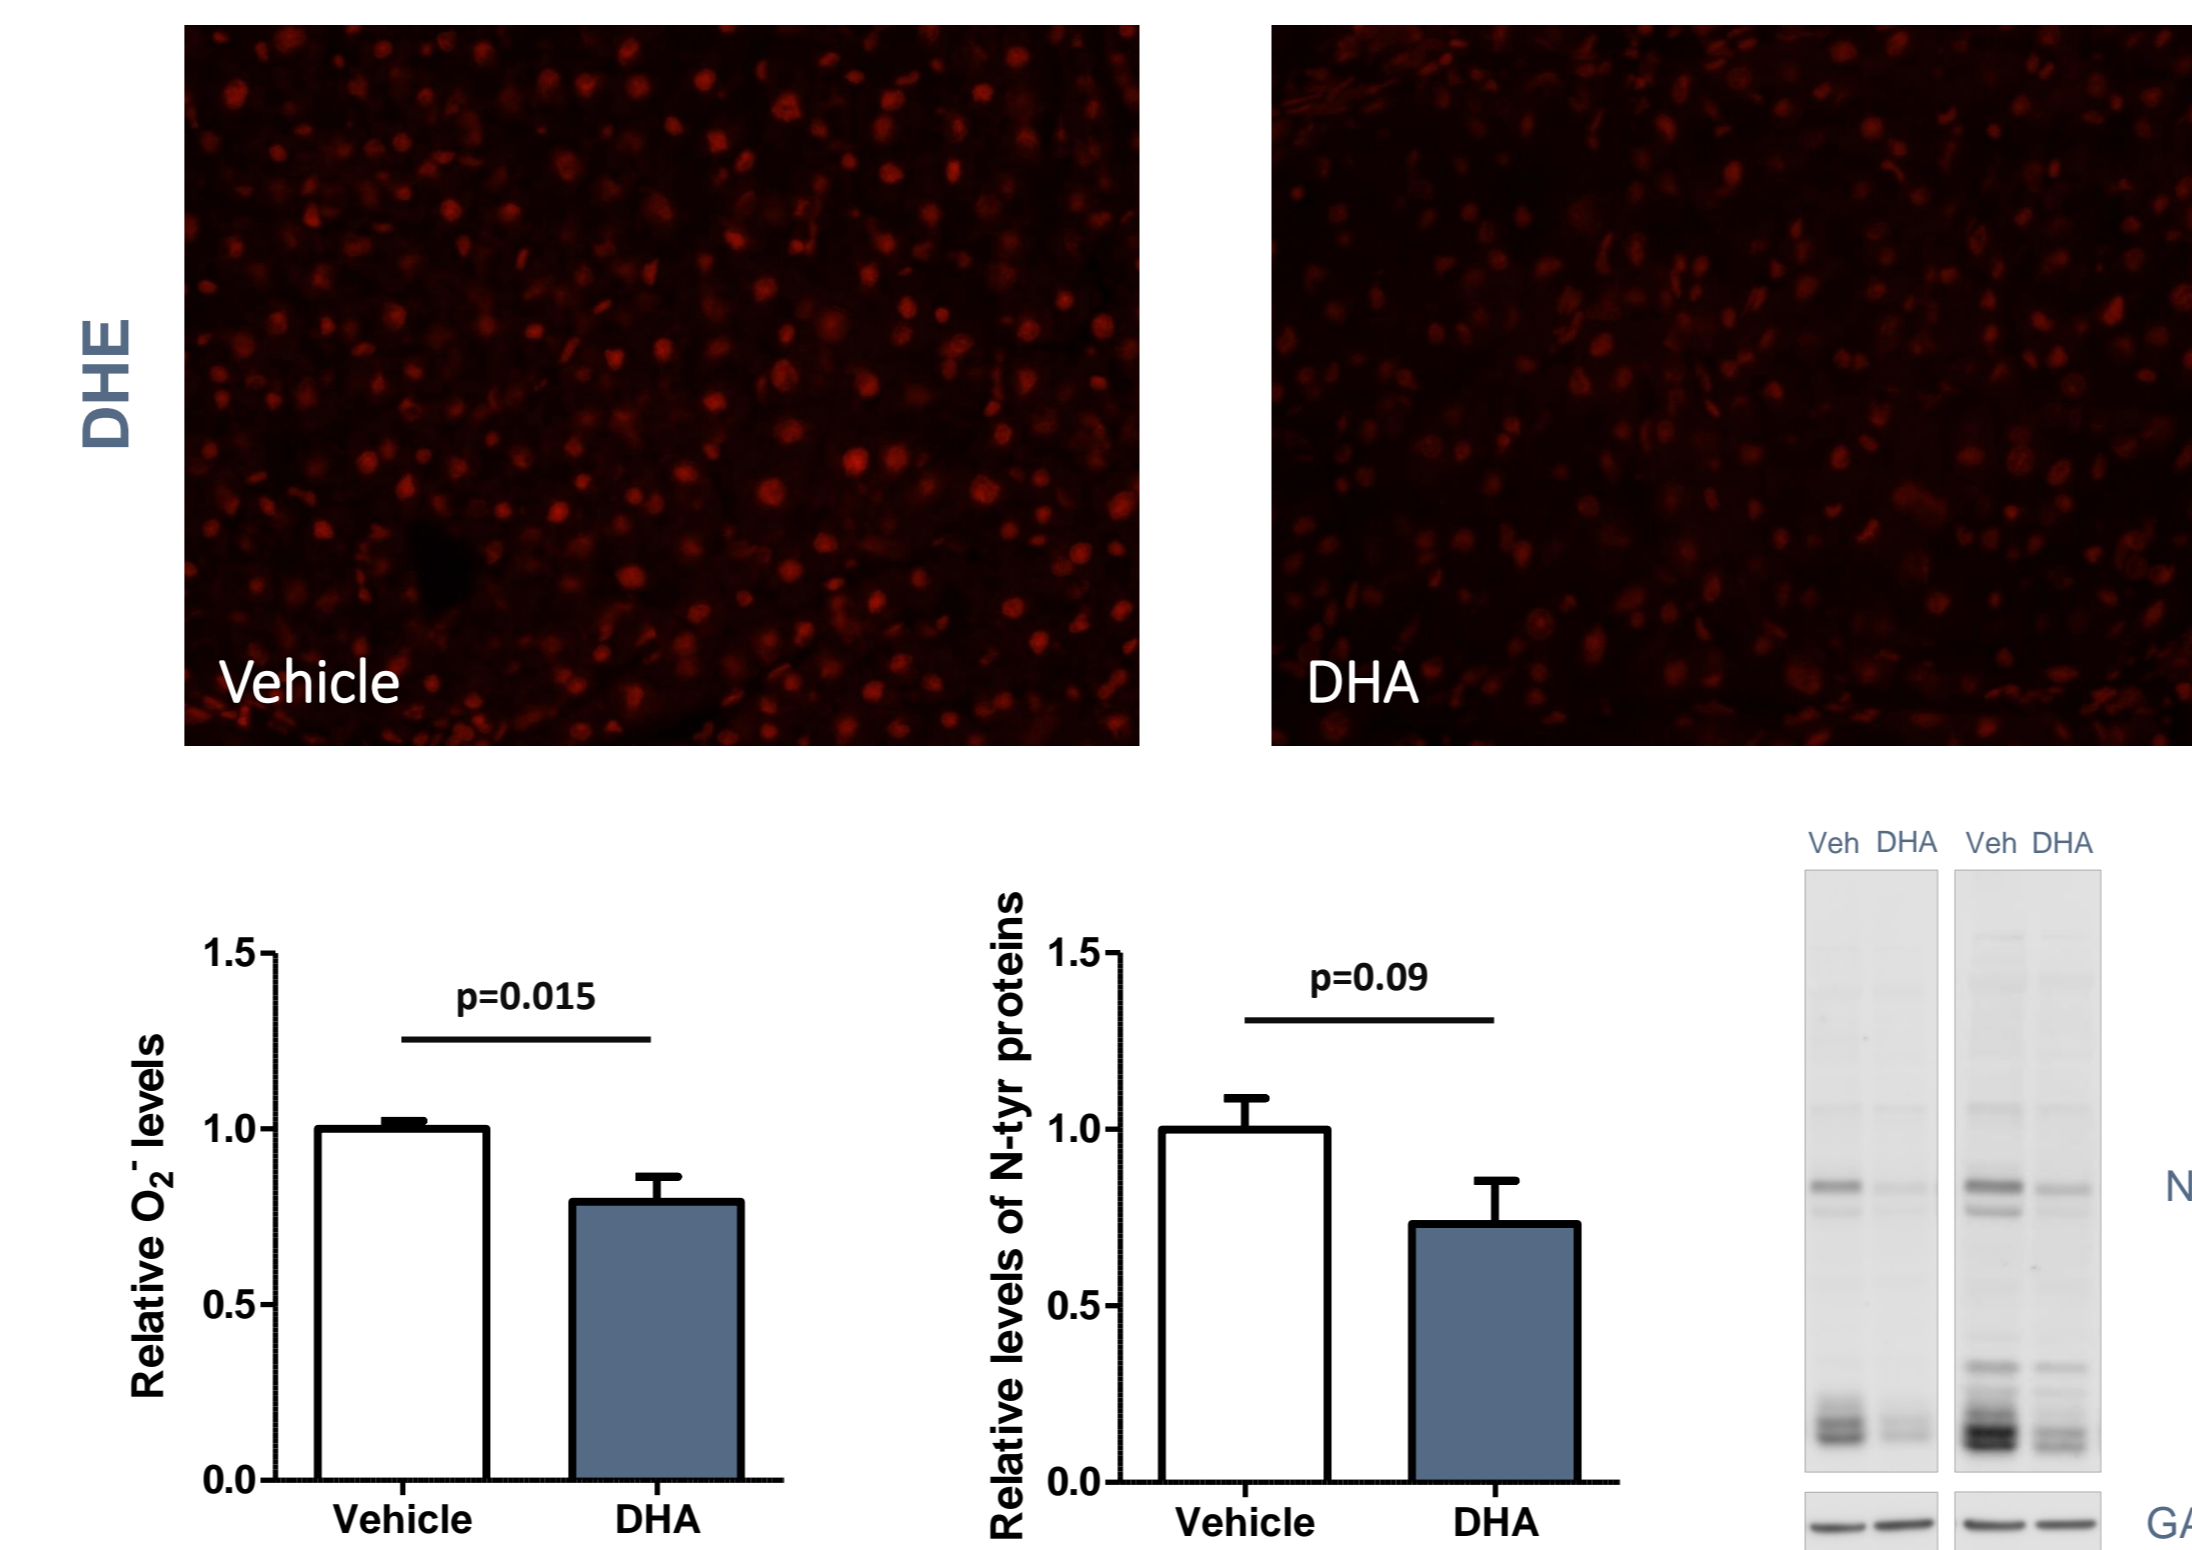 DHE
Vehicle
DHA
Relative O₂⁻ levels
1.5
1.0
0.5
0.0
p=0.015
Vehicle
DHA
Relative levels of N-tyr proteins
1.5
1.0
0.5
0.0
p=0.09
Vehicle
DHA
Veh DHA Veh DHA